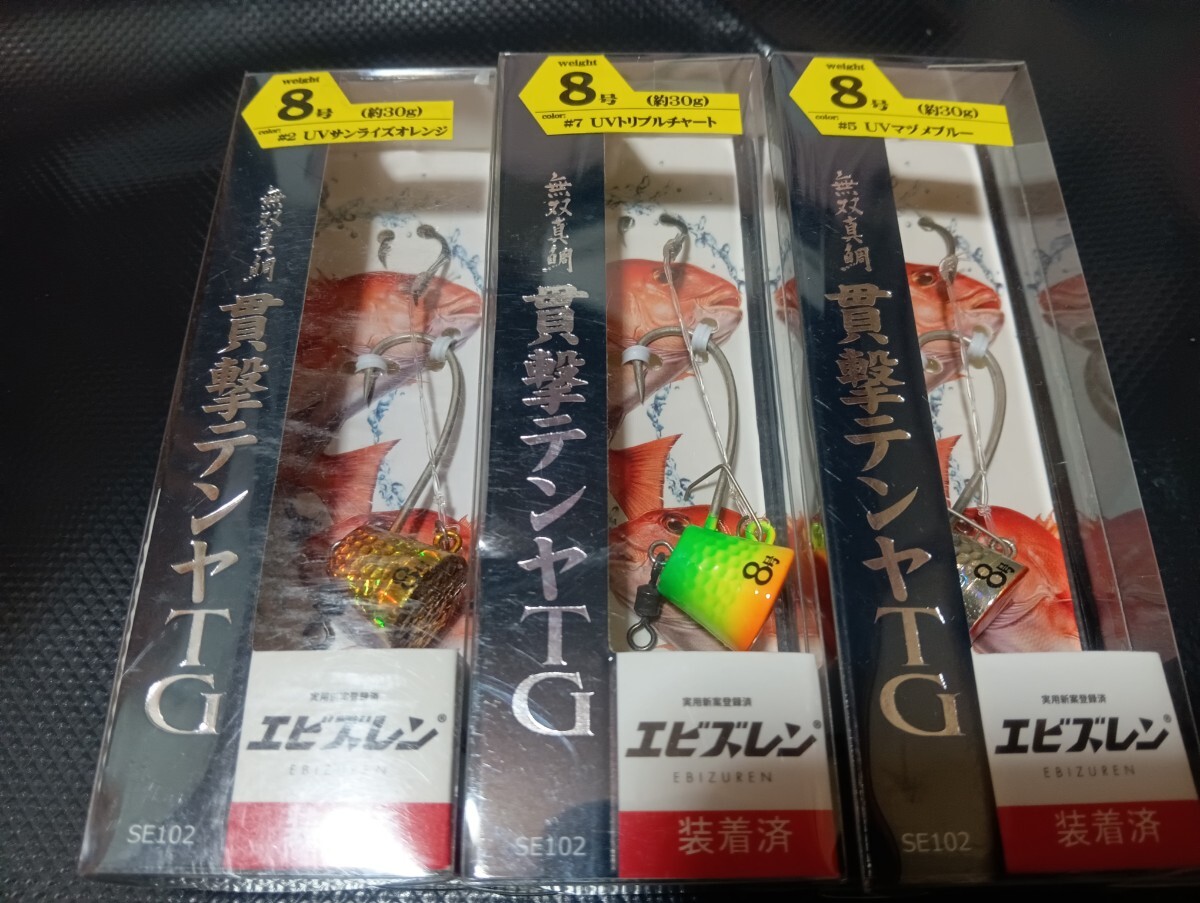 weight
8号 (約30g)
color:
#2 UVサンライズオレンジ
無双真鯛
貫撃テンヤTG
8号
実用新案登録済
エビズレン®
EBIZUREN
装着済
SE102
weight
8号 (約30g)
color:
#7 UVトリプルチャート
無双真鯛
貫撃テンヤTG
8号
実用新案登録済
エビズレン®
EBIZUREN
装着済
SE102
weight
8号 (約30g)
color:
#5 UVマヅメブルー
無双真鯛
貫撃テンヤTG
8号
実用新案登録済
エビズレン®
EBIZUREN
装着済
SE102